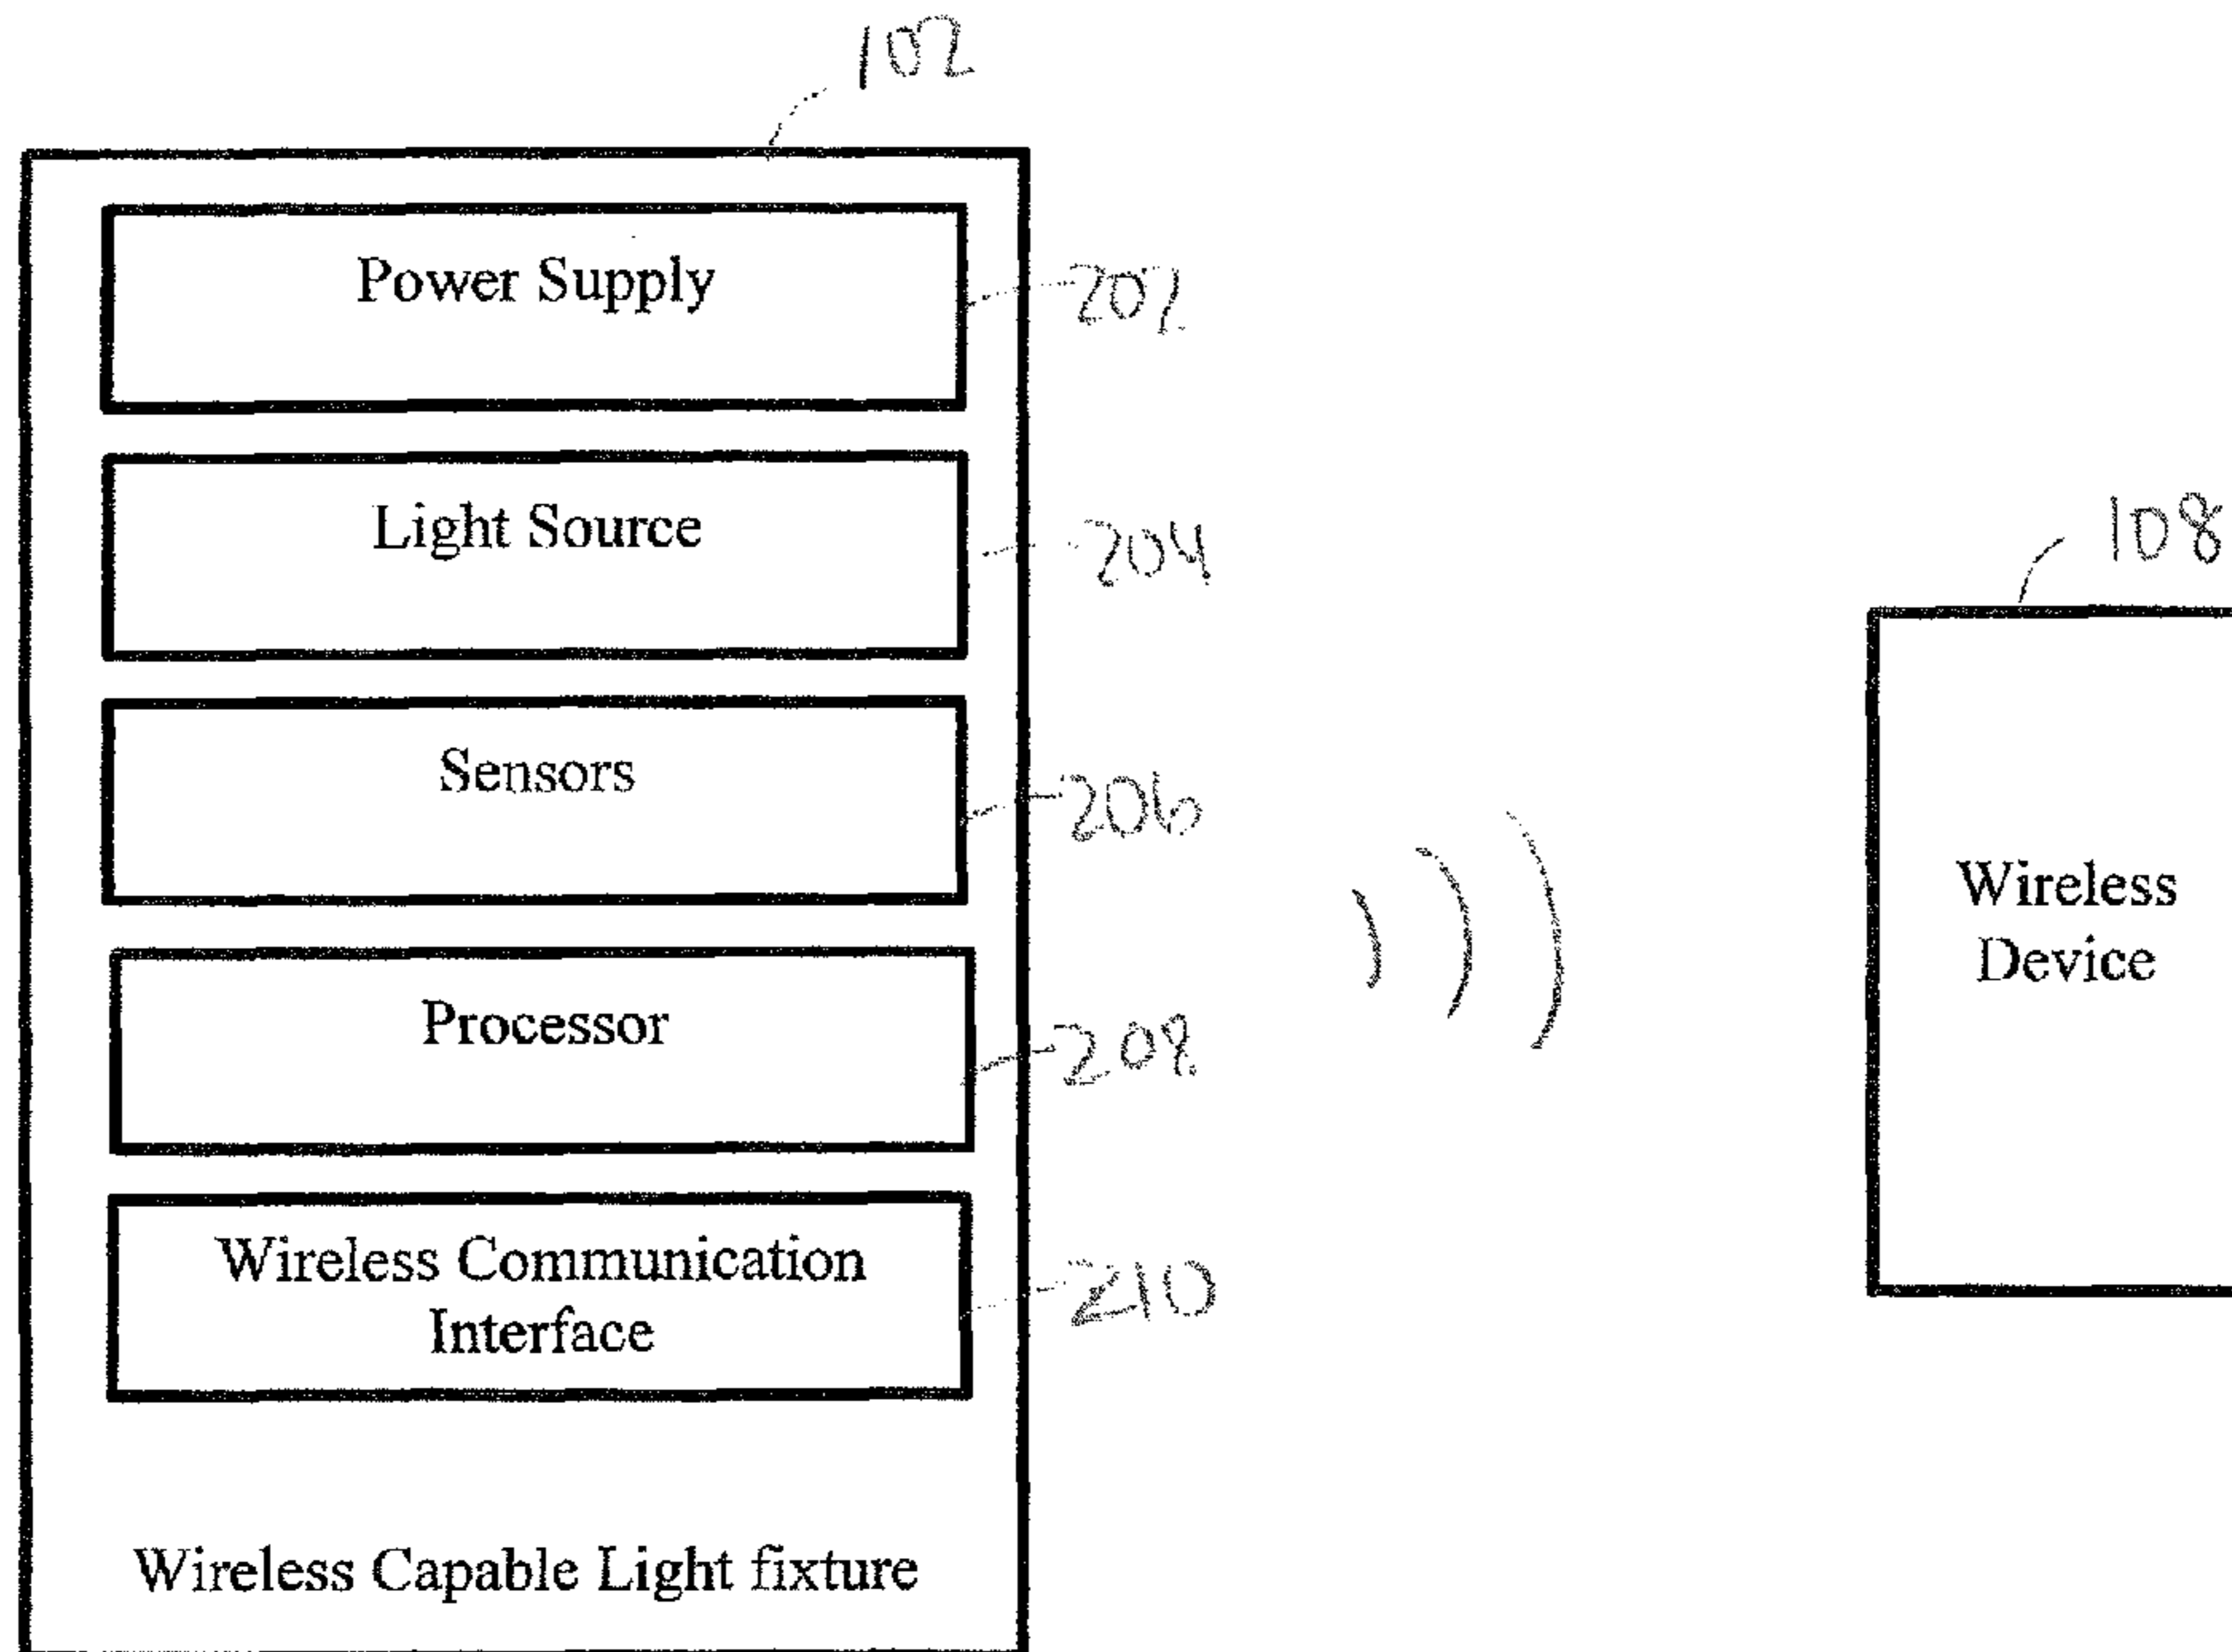 102
Power Supply
202
Light Source
204
Sensors
206
Processor
208
Wireless Communication
Interface
210
Wireless Capable Light fixture
108
Wireless
Device